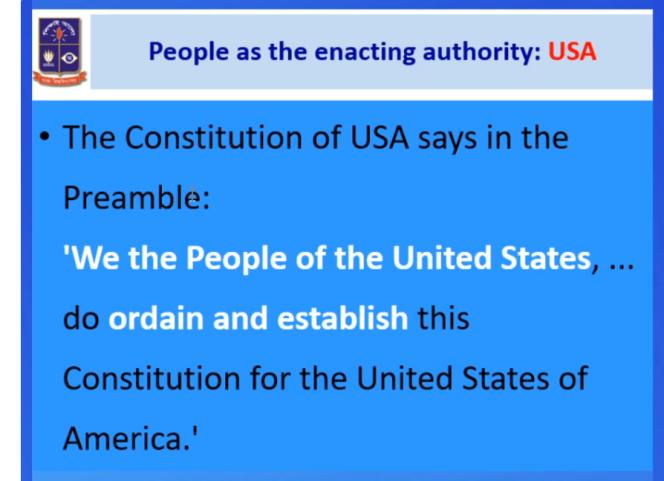 People as the enacting authority: USA
• The Constitution of USA says in the
Preamble:
'We the People of the United States, ...
do ordain and establish this
Constitution for the United States of
America.'